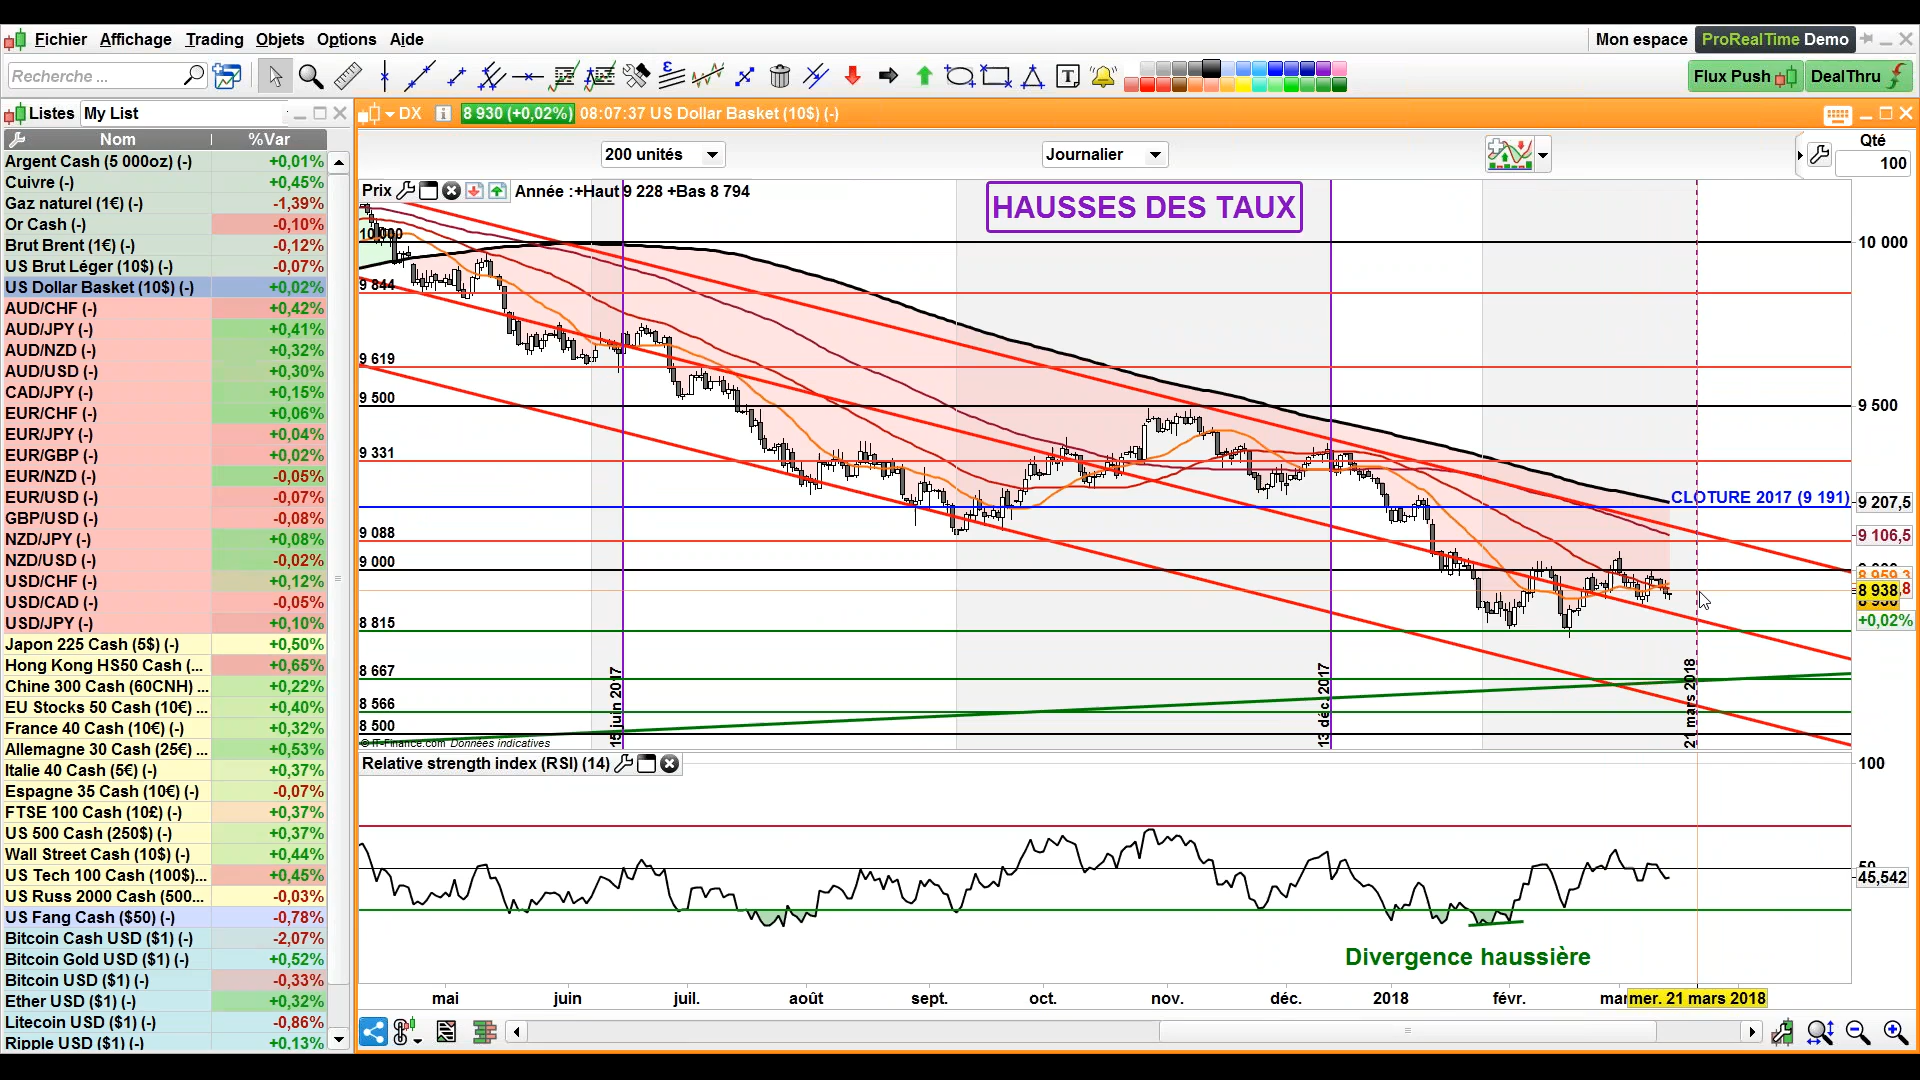 Fichier Affichage Trading Objets Options Aide
Mon espace ProRealTime Demo
Recherche ...
Flux Push DealThru
Listes My List
DX 8 930 (+0,02%) 08:07:37 US Dollar Basket (10$) (-)
Nom %Var
Argent Cash (5 000oz) (-) +0,01%
Cuivre (-) +0,45%
Gaz naturel (1€) (-) -1,39%
Or Cash (-) -0,10%
Brut Brent (1€) (-) -0,12%
US Brut Léger (10$) (-) -0,07%
US Dollar Basket (10$) (-) +0,02%
AUD/CHF (-) +0,42%
AUD/JPY (-) +0,41%
AUD/NZD (-) +0,32%
AUD/USD (-) +0,30%
CAD/JPY (-) +0,15%
EUR/CHF (-) +0,06%
EUR/JPY (-) +0,04%
EUR/GBP (-) +0,02%
EUR/NZD (-) -0,05%
EUR/USD (-) -0,07%
GBP/USD (-) -0,08%
NZD/JPY (-) +0,08%
NZD/USD (-) -0,02%
USD/CHF (-) +0,12%
USD/CAD (-) -0,05%
USD/JPY (-) +0,10%
Japon 225 Cash (5$) (-) +0,50%
Hong Kong HS50 Cash (... +0,65%
Chine 300 Cash (60CNH) ... +0,22%
EU Stocks 50 Cash (10€) ... +0,40%
France 40 Cash (10€) (-) +0,32%
Allemagne 30 Cash (25€) ... +0,53%
Italie 40 Cash (5€) (-) +0,37%
Espagne 35 Cash (10€) (-) -0,07%
FTSE 100 Cash (10£) (-) +0,37%
US 500 Cash (250$) (-) +0,37%
Wall Street Cash (10$) (-) +0,44%
US Tech 100 Cash (100$)... +0,45%
US Russ 2000 Cash (500... -0,03%
US Fang Cash ($50) (-) -0,78%
Bitcoin Cash USD ($1) (-) -2,07%
Bitcoin Gold USD ($1) (-) +0,52%
Bitcoin USD ($1) (-) -0,33%
Ether USD ($1) (-) +0,32%
Litecoin USD ($1) (-) -0,86%
Ripple USD ($1) (-) +0,13%
200 unités
Journalier
Qté
100
Prix Année :+Haut 9 228 +Bas 8 794
HAUSSES DES TAUX
10 000
9 844
9 619
9 500
9 331
9 088
9 000
8 815
8 667
8 566
8 500
CLOTURE 2017 (9 191)
15 juin 2017
13 déc. 2017
21 mars 2018
© IT-Finance.com Données indicatives
10 000
9 500
9 207,5
9 106,5
8 959,3
8 938
+0,02%
Relative strength index (RSI) (14)
100
50
45,542
Divergence haussière
mai juin juil. août sept. oct. nov. déc. 2018 févr. mer. 21 mars 2018